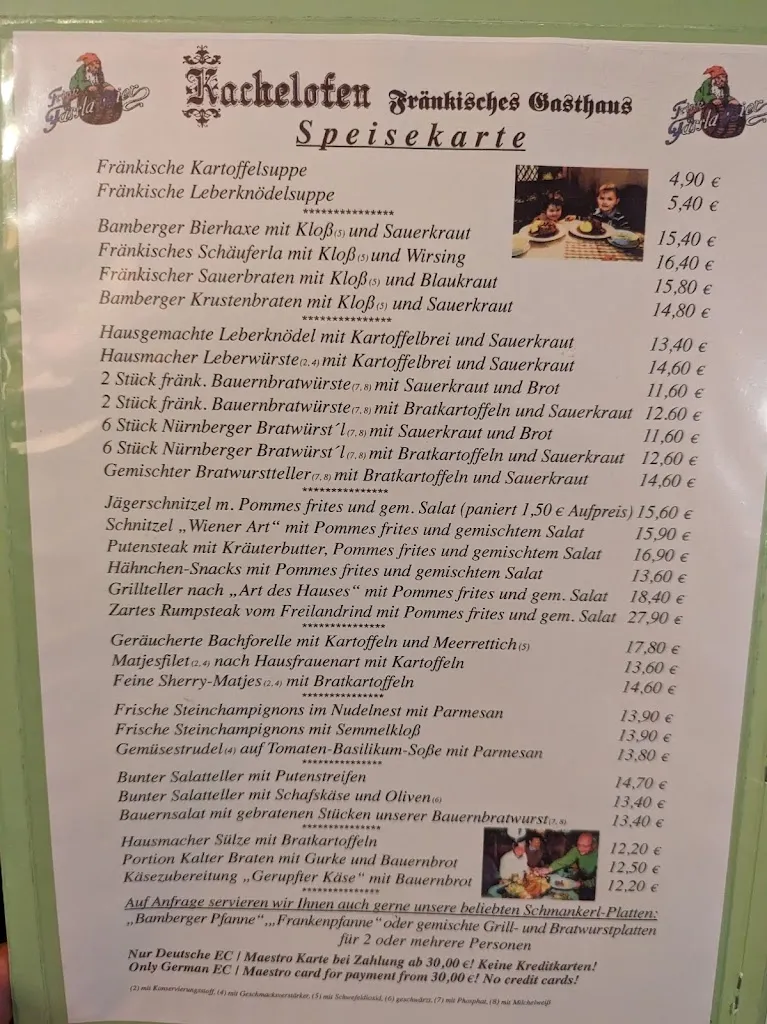 Kachelofen Fränkisches Gasthaus
Speisekarte
Fränkische Kartoffelsuppe 4,90 €
Fränkische Leberknödelsuppe 5,40 €
***************
Bamberger Bierhaxe mit Kloß(5) und Sauerkraut 15,40 €
Fränkisches Schäuferla mit Kloß(5) und Wirsing 16,40 €
Fränkischer Sauerbraten mit Kloß(5) und Blaukraut 15,80 €
Bamberger Krustenbraten mit Kloß(5) und Sauerkraut 14,80 €
***************
Hausgemachte Leberknödel mit Kartoffelbrei und Sauerkraut 13,40 €
Hausmacher Leberwürste(2, 4) mit Kartoffelbrei und Sauerkraut 14,60 €
2 Stück fränk. Bauernbratwürste(7, 8) mit Sauerkraut und Brot 11,60 €
2 Stück fränk. Bauernbratwürste(7, 8) mit Bratkartoffeln und Sauerkraut 12,60 €
6 Stück Nürnberger Bratwürst´l(7, 8) mit Sauerkraut und Brot 11,60 €
6 Stück Nürnberger Bratwürst´l(7, 8) mit Bratkartoffeln und Sauerkraut 12,60 €
Gemischter Bratwurstteller(7, 8) mit Bratkartoffeln und Sauerkraut 14,60 €
***************
Jägerschnitzel m. Pommes frites und gem. Salat (paniert 1,50 € Aufpreis) 15,60 €
Schnitzel „Wiener Art" mit Pommes frites und gemischtem Salat 15,90 €
Putensteak mit Kräuterbutter, Pommes frites und gemischtem Salat 16,90 €
Hähnchen-Snacks mit Pommes frites und gemischtem Salat 13,60 €
Grillteller nach „Art des Hauses" mit Pommes frites und gem. Salat 18,40 €
Zartes Rumpsteak vom Freilandrind mit Pommes frites und gem. Salat 27,90 €
***************
Geräucherte Bachforelle mit Kartoffeln und Meerrettich(5) 17,80 €
Matjesfilet(2, 4) nach Hausfrauenart mit Kartoffeln 13,60 €
Feine Sherry-Matjes(2, 4) mit Bratkartoffeln 14,60 €
***************
Frische Steinchampignons im Nudelnest mit Parmesan 13,90 €
Frische Steinchampignons mit Semmelkloß 13,90 €
Gemüsestrudel(4) auf Tomaten-Basilikum-Soße mit Parmesan 13,80 €
***************
Bunter Salatteller mit Putenstreifen 14,70 €
Bunter Salatteller mit Schafskäse und Oliven(6) 13,40 €
Bauernsalat mit gebratenen Stücken unserer Bauernbratwurst(7, 8) 13,40 €
***************
Hausmacher Sülze mit Bratkartoffeln 12,20 €
Portion Kalter Braten mit Gurke und Bauernbrot 12,50 €
Käsezubereitung „Gerupfter Käse" mit Bauernbrot 12,20 €
***************
Auf Anfrage servieren wir Ihnen auch gerne unsere beliebten Schmankerl-Platten:
„Bamberger Pfanne",„Frankenpfanne" oder gemischte Grill- und Bratwurstplatten
für 2 oder mehrere Personen
Nur Deutsche EC / Maestro Karte bei Zahlung ab 30,00 €! Keine Kreditkarten!
Only German EC / Maestro card for payment from 30,00 €! No credit cards!
(2) mit Konservierungsstoff, (4) mit Geschmacksverstärker, (5) mit Schwefeldioxid, (6) geschwärzt, (7) mit Phosphat, (8) mit Milcheiweiß